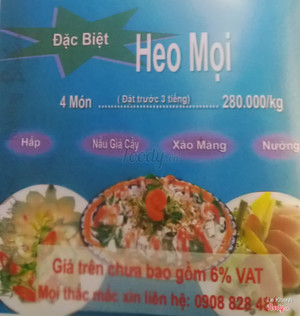 Đặc Biệt
Heo Mọi
4 Món ......(Đặt trước 3 tiếng)............... 280.000/kg
Hấp Nấu Giả Cầy Xào Măng Nướng
Foody
Giá trên chưa bao gồm 6% VAT
Mọi thắc mắc xin liên hệ: 0908 828